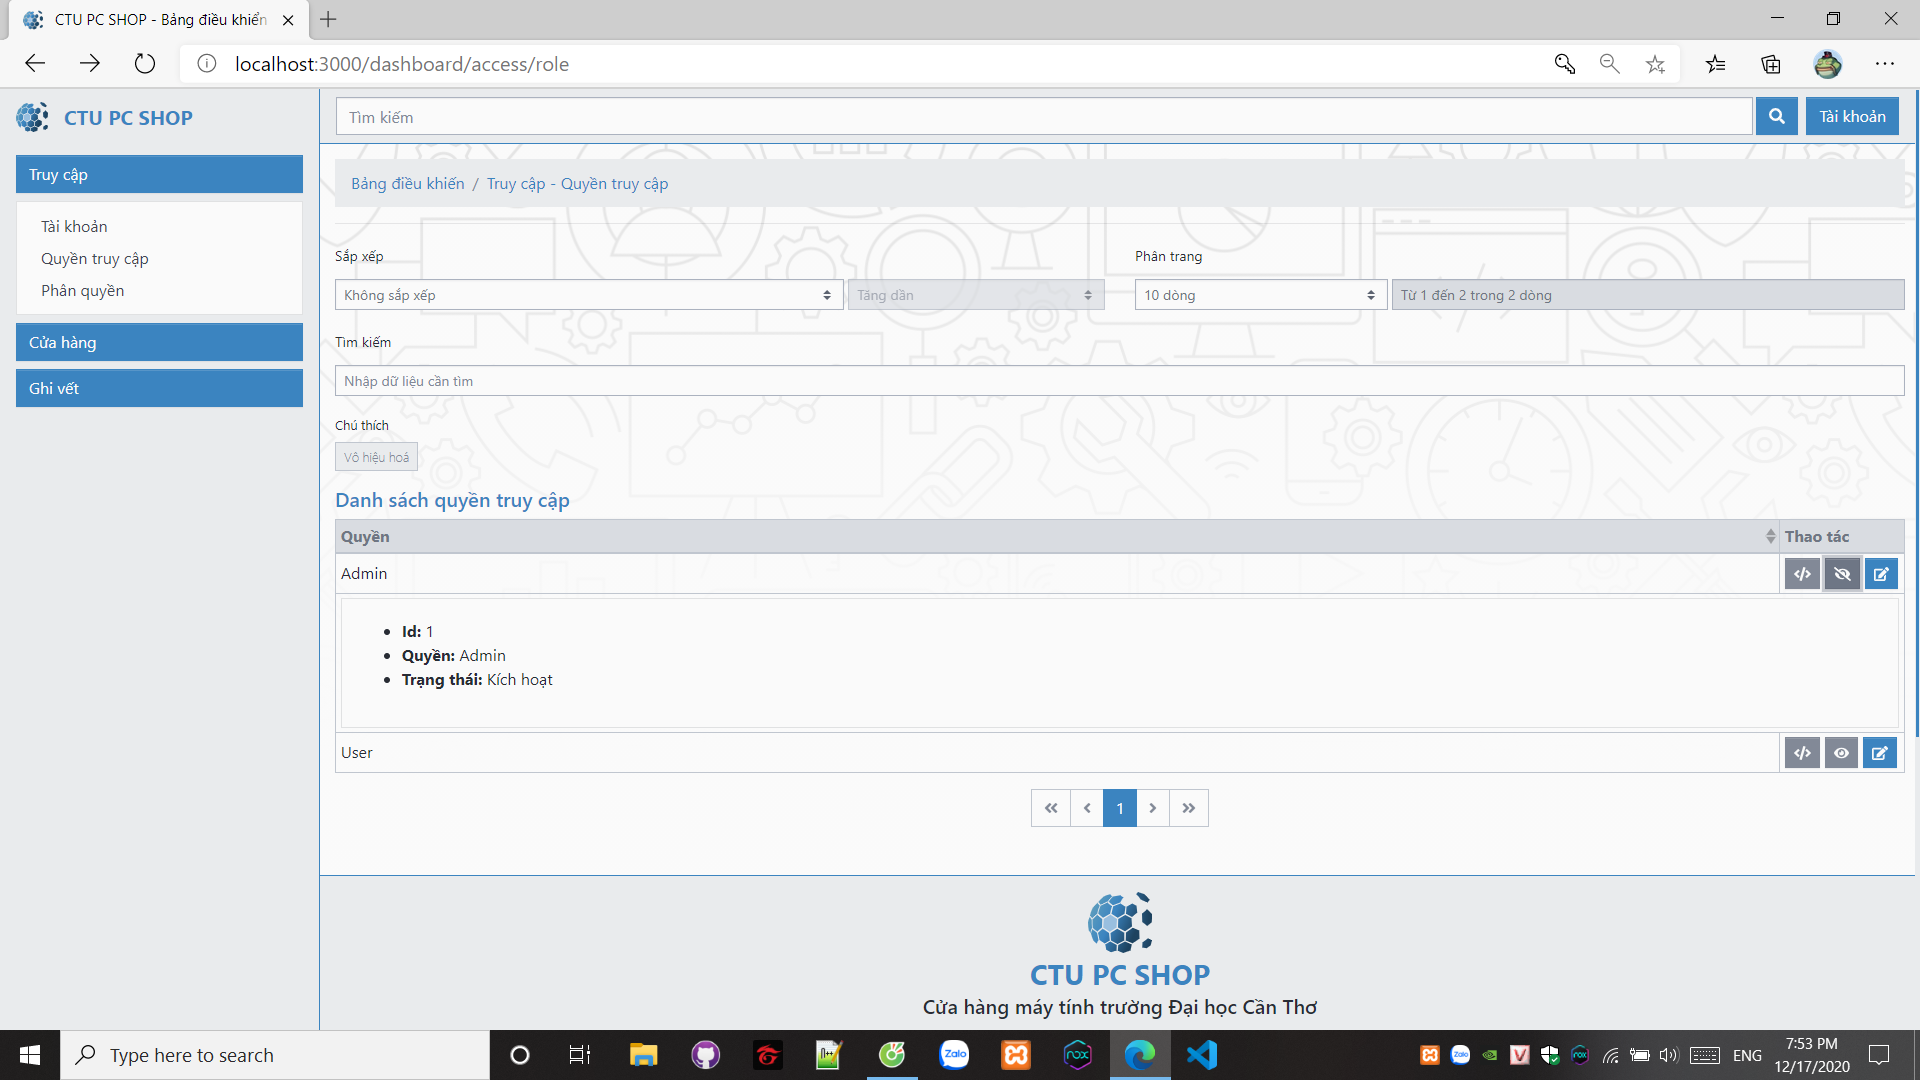 CTU PC SHOP - Bảng điều khiển
localhost:3000/dashboard/access/role
CTU PC SHOP
Tìm kiếm
Tài khoản
Truy cập
Tài khoản
Quyền truy cập
Phân quyền
Cửa hàng
Ghi vết
Bảng điều khiển / Truy cập - Quyền truy cập
Sắp xếp
Phân trang
Không sắp xếp
Tăng dần
10 dòng
Từ 1 đến 2 trong 2 dòng
Tìm kiếm
Nhập dữ liệu cần tìm
Chú thích
Vô hiệu hoá
Danh sách quyền truy cập
Quyền
Thao tác
Admin
Id: 1
Quyền: Admin
Trạng thái: Kích hoạt
User
1
CTU PC SHOP
Cửa hàng máy tính trường Đại học Cần Thơ
Type here to search
Zalo
nox
ENG
7:53 PM
12/17/2020